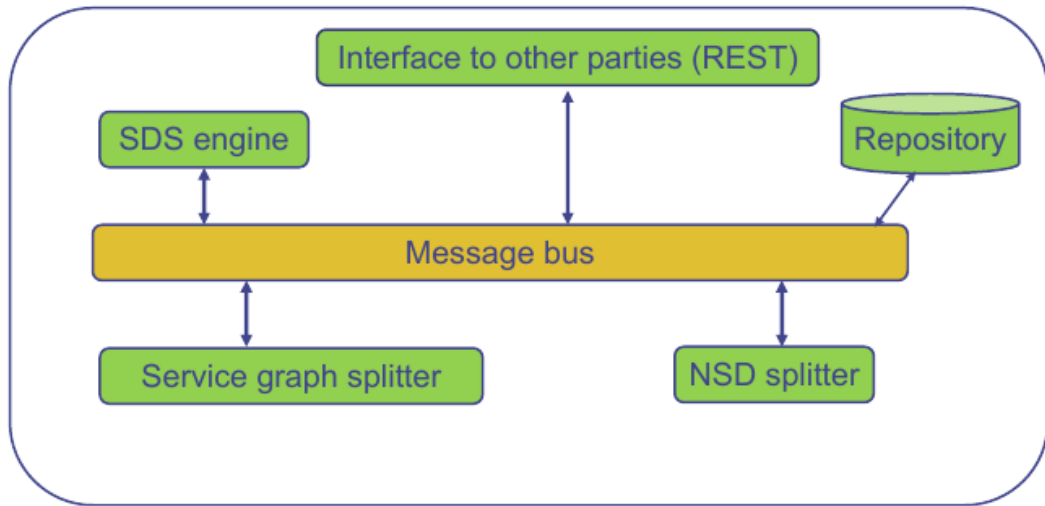 Interface to other parties (REST)
SDS engine
Repository
Message bus
Service graph splitter
NSD splitter